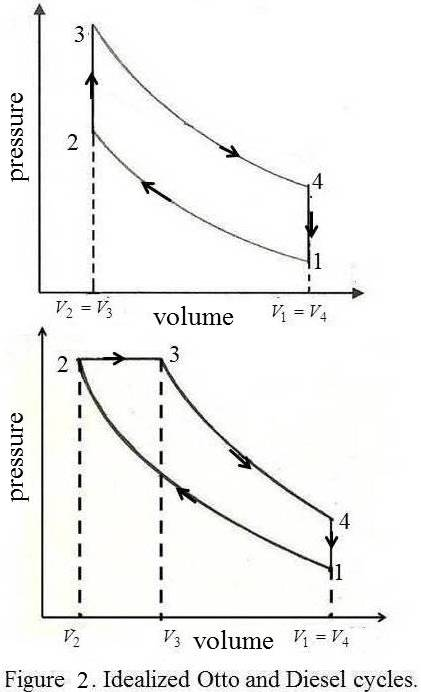 3
pressure
2
4
1
V2 = V3
volume
V1 = V4
2
3
pressure
4
1
V2
V3
volume
V1 = V4
Figure 2. Idealized Otto and Diesel cycles.